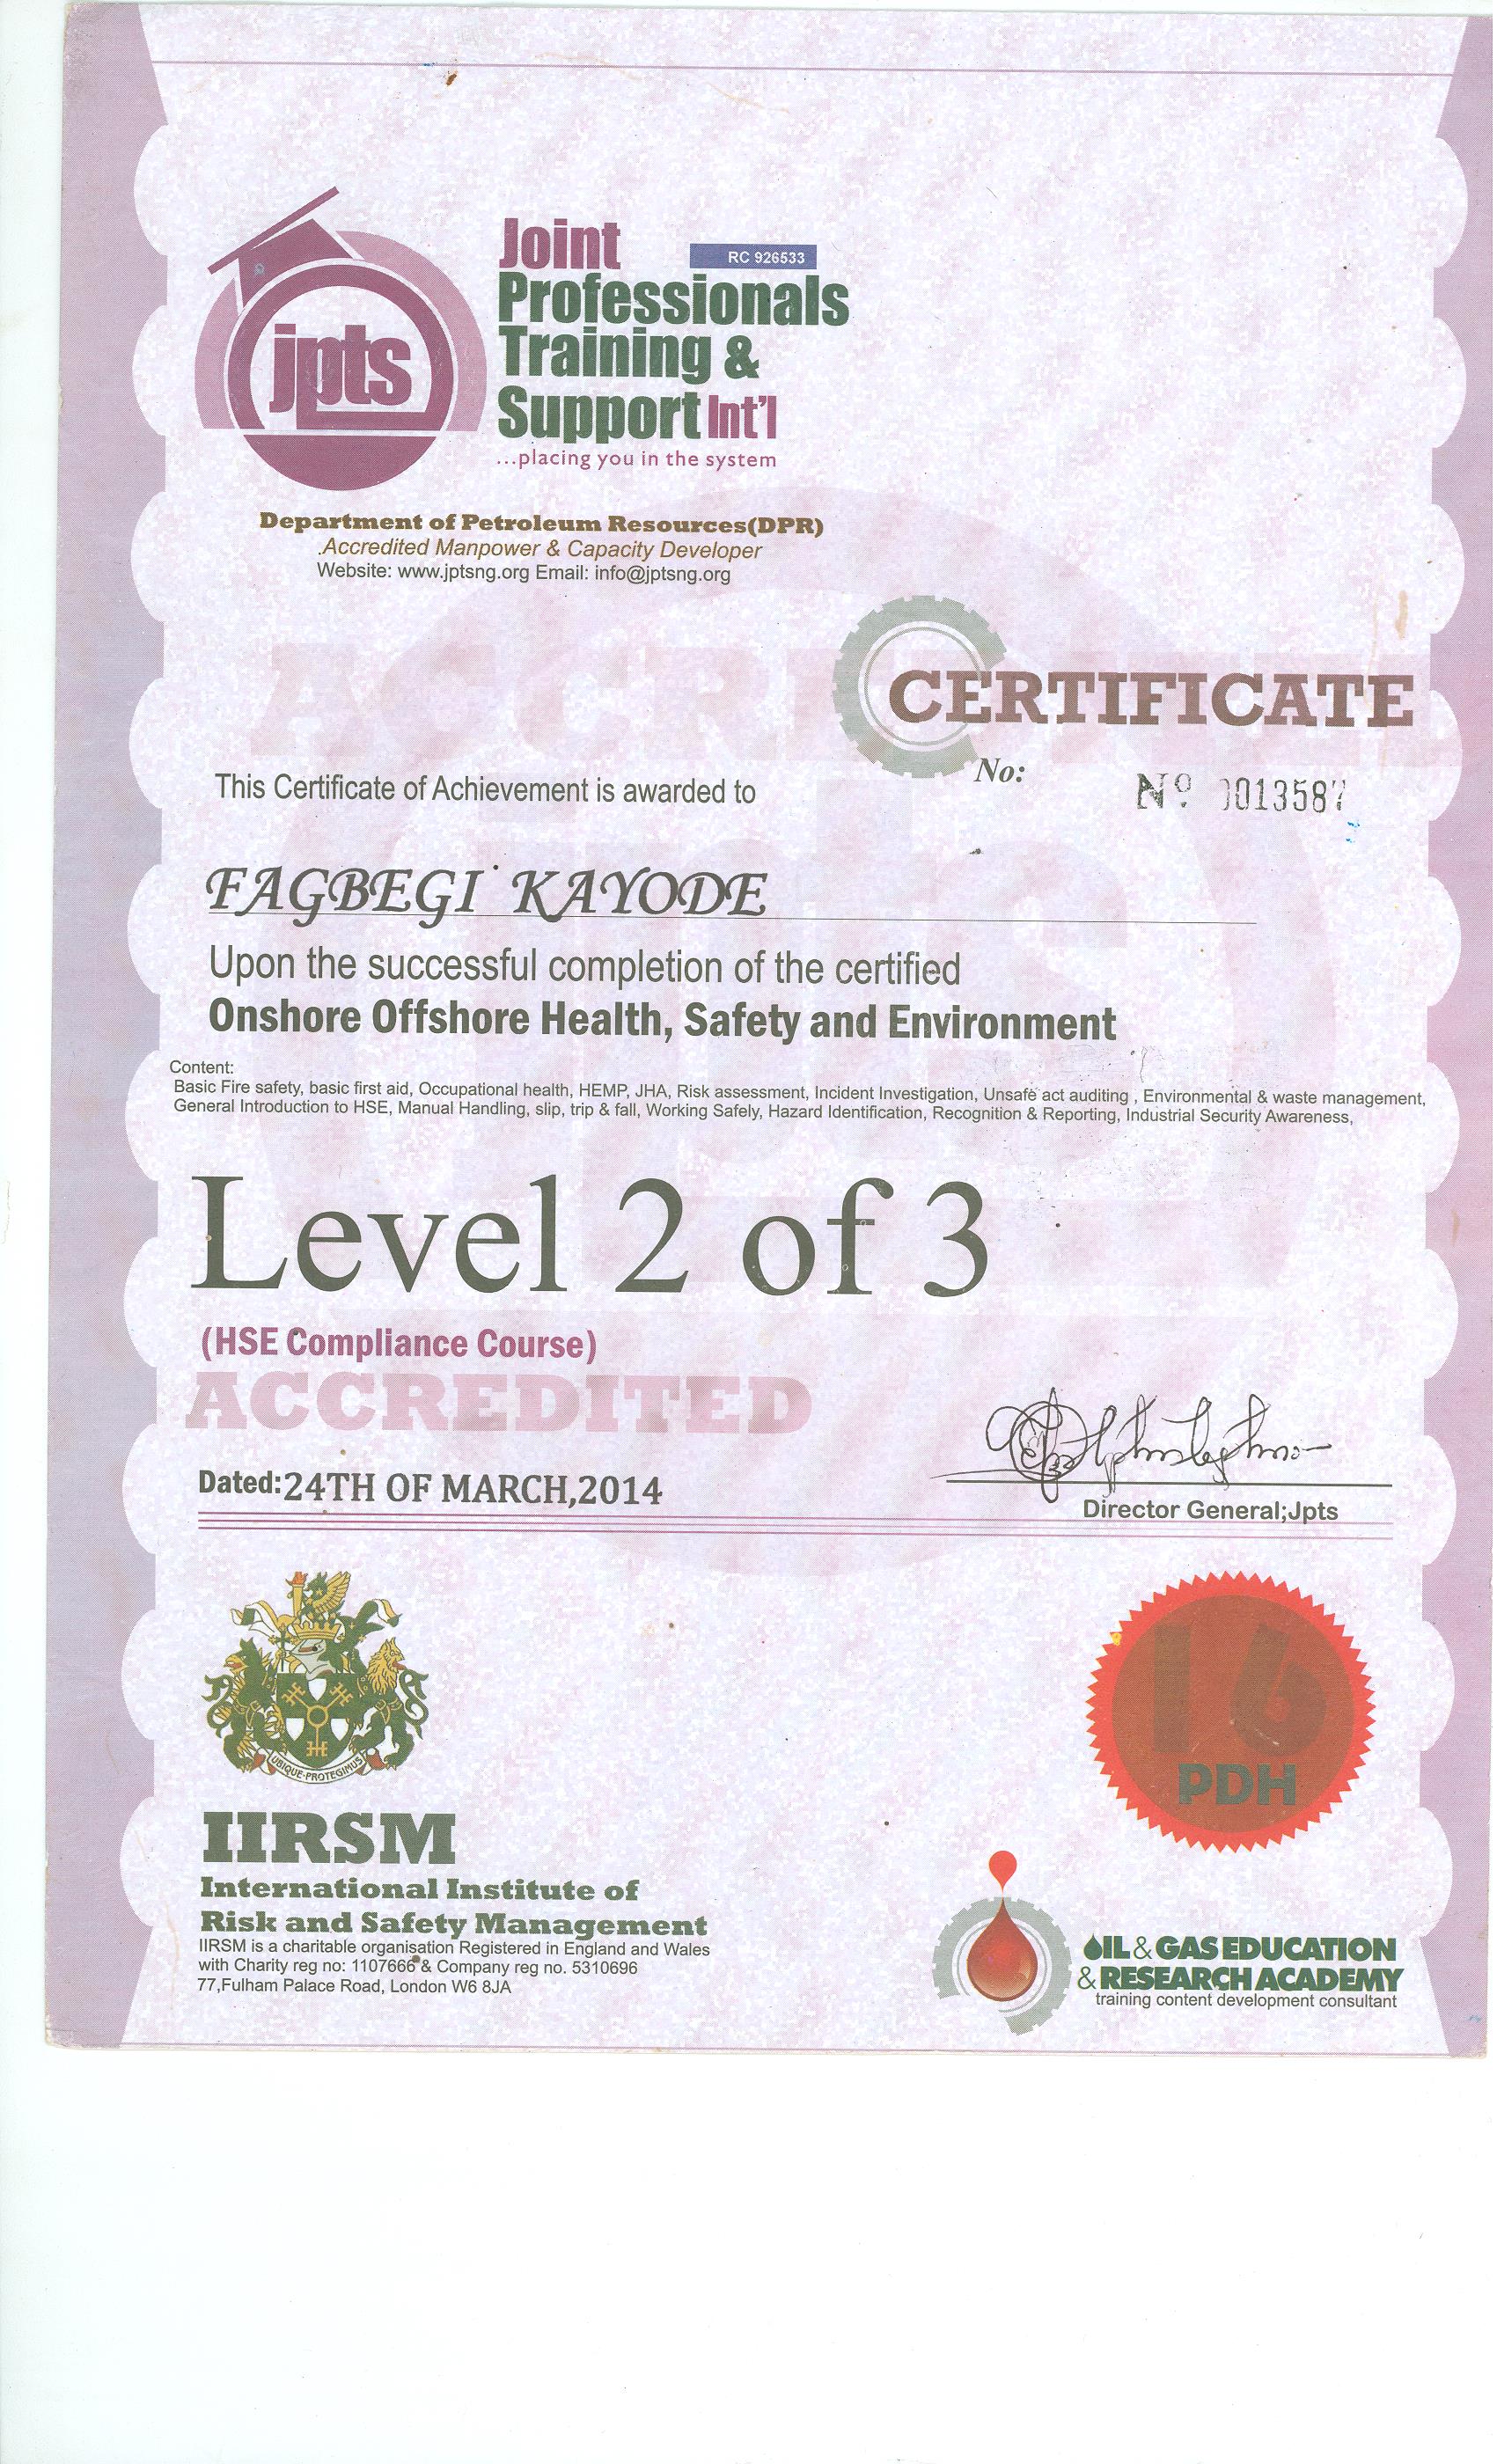 Joint
RC 926533
Professionals
Training &
Support Int'l
...placing you in the system
jpts
Department of Petroleum Resources(DPR)
.Accredited Manpower & Capacity Developer
Website: www.jptsng.org Email: info@jptsng.org
CERTIFICATE
No:
No. 013587
This Certificate of Achievement is awarded to
FAGBEGI KAYODE
Upon the successful completion of the certified
Onshore Offshore Health, Safety and Environment
Content:
Basic Fire safety, basic first aid, Occupational health, HEMP, JHA, Risk assessment, Incident Investigation, Unsafe act auditing , Environmental & waste management,
General Introduction to HSE, Manual Handling, slip, trip & fall, Working Safely, Hazard Identification, Recognition & Reporting, Industrial Security Awareness,
Level 2 of 3
(HSE Compliance Course)
ACCREDITED
Dated:24TH OF MARCH,2014
Director General;Jpts
UBIQUE·PROTEGIMUS
16
PDH
IIRSM
International Institute of
Risk and Safety Management
IIRSM is a charitable organisation Registered in England and Wales
with Charity reg no: 1107666 & Company reg no. 5310696
77,Fulham Palace Road, London W6 8JA
OIL & GAS EDUCATION
& RESEARCH ACADEMY
training content development consultant